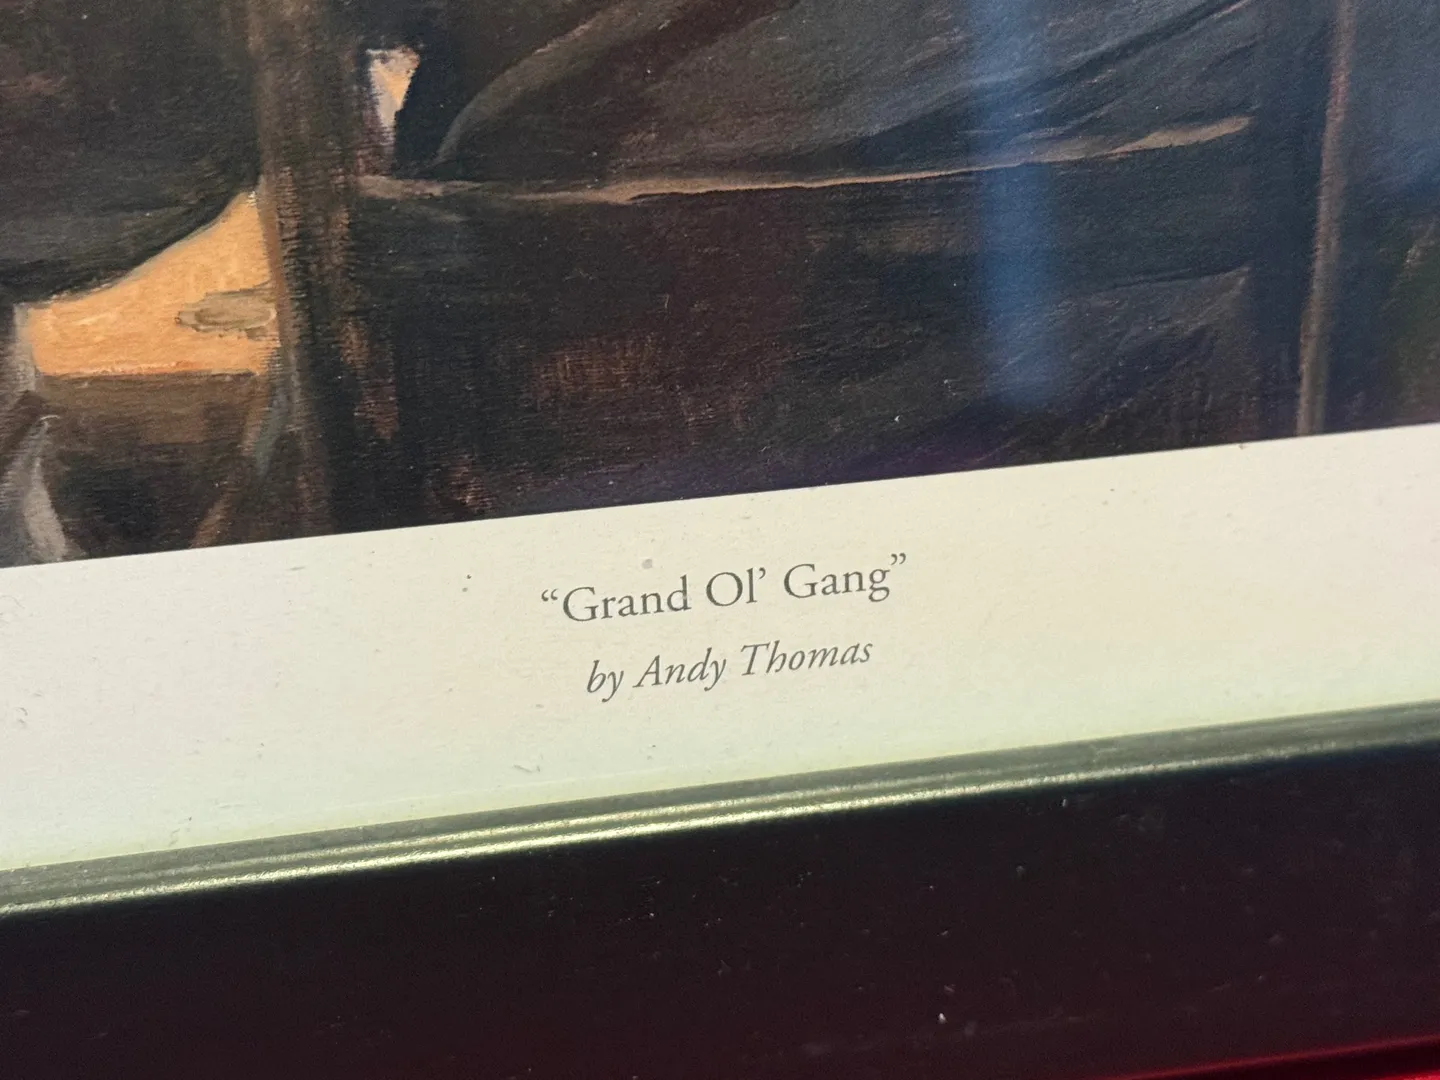 “Grand Ol’ Gang”
by Andy Thomas